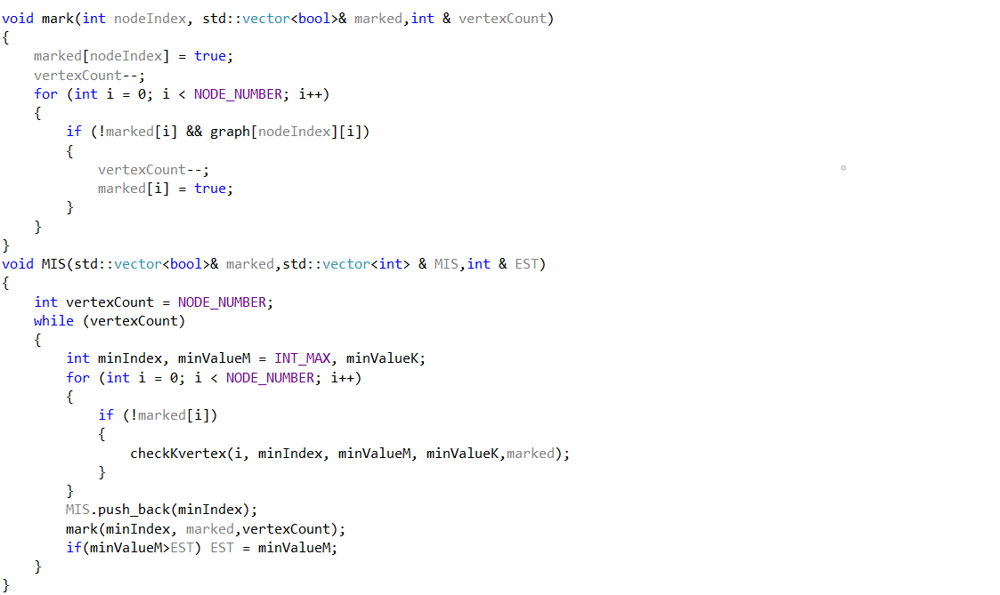 void mark(int nodeIndex, std::vector<bool>& marked,int & vertexCount)
{
    marked[nodeIndex] = true;
    vertexCount--;
    for (int i = 0; i < NODE_NUMBER; i++)
    {
        if (!marked[i] && graph[nodeIndex][i])
        {
            vertexCount--;
            marked[i] = true;
        }
    }
}
void MIS(std::vector<bool>& marked,std::vector<int> & MIS,int & EST)
{
    int vertexCount = NODE_NUMBER;
    while (vertexCount)
    {
        int minIndex, minValueM = INT_MAX, minValueK;
        for (int i = 0; i < NODE_NUMBER; i++)
        {
            if (!marked[i])
            {
                checkKvertex(i, minIndex, minValueM, minValueK,marked);
            }
        }
        MIS.push_back(minIndex);
        mark(minIndex, marked,vertexCount);
        if(minValueM>EST) EST = minValueM;
    }
}